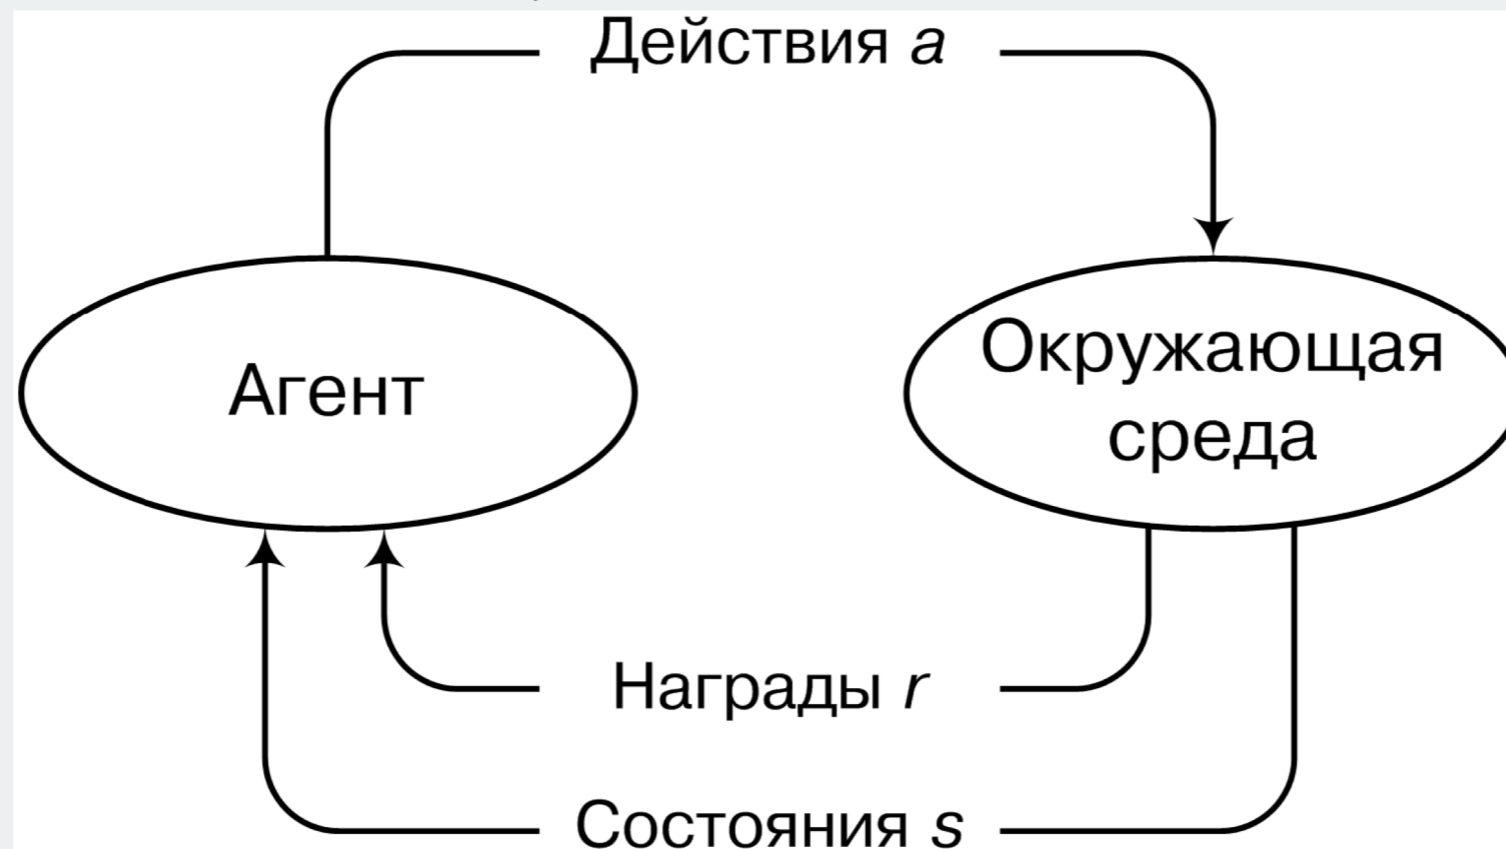 Действия a
Агент
Окружающая
среда
Награды r
Состояния s